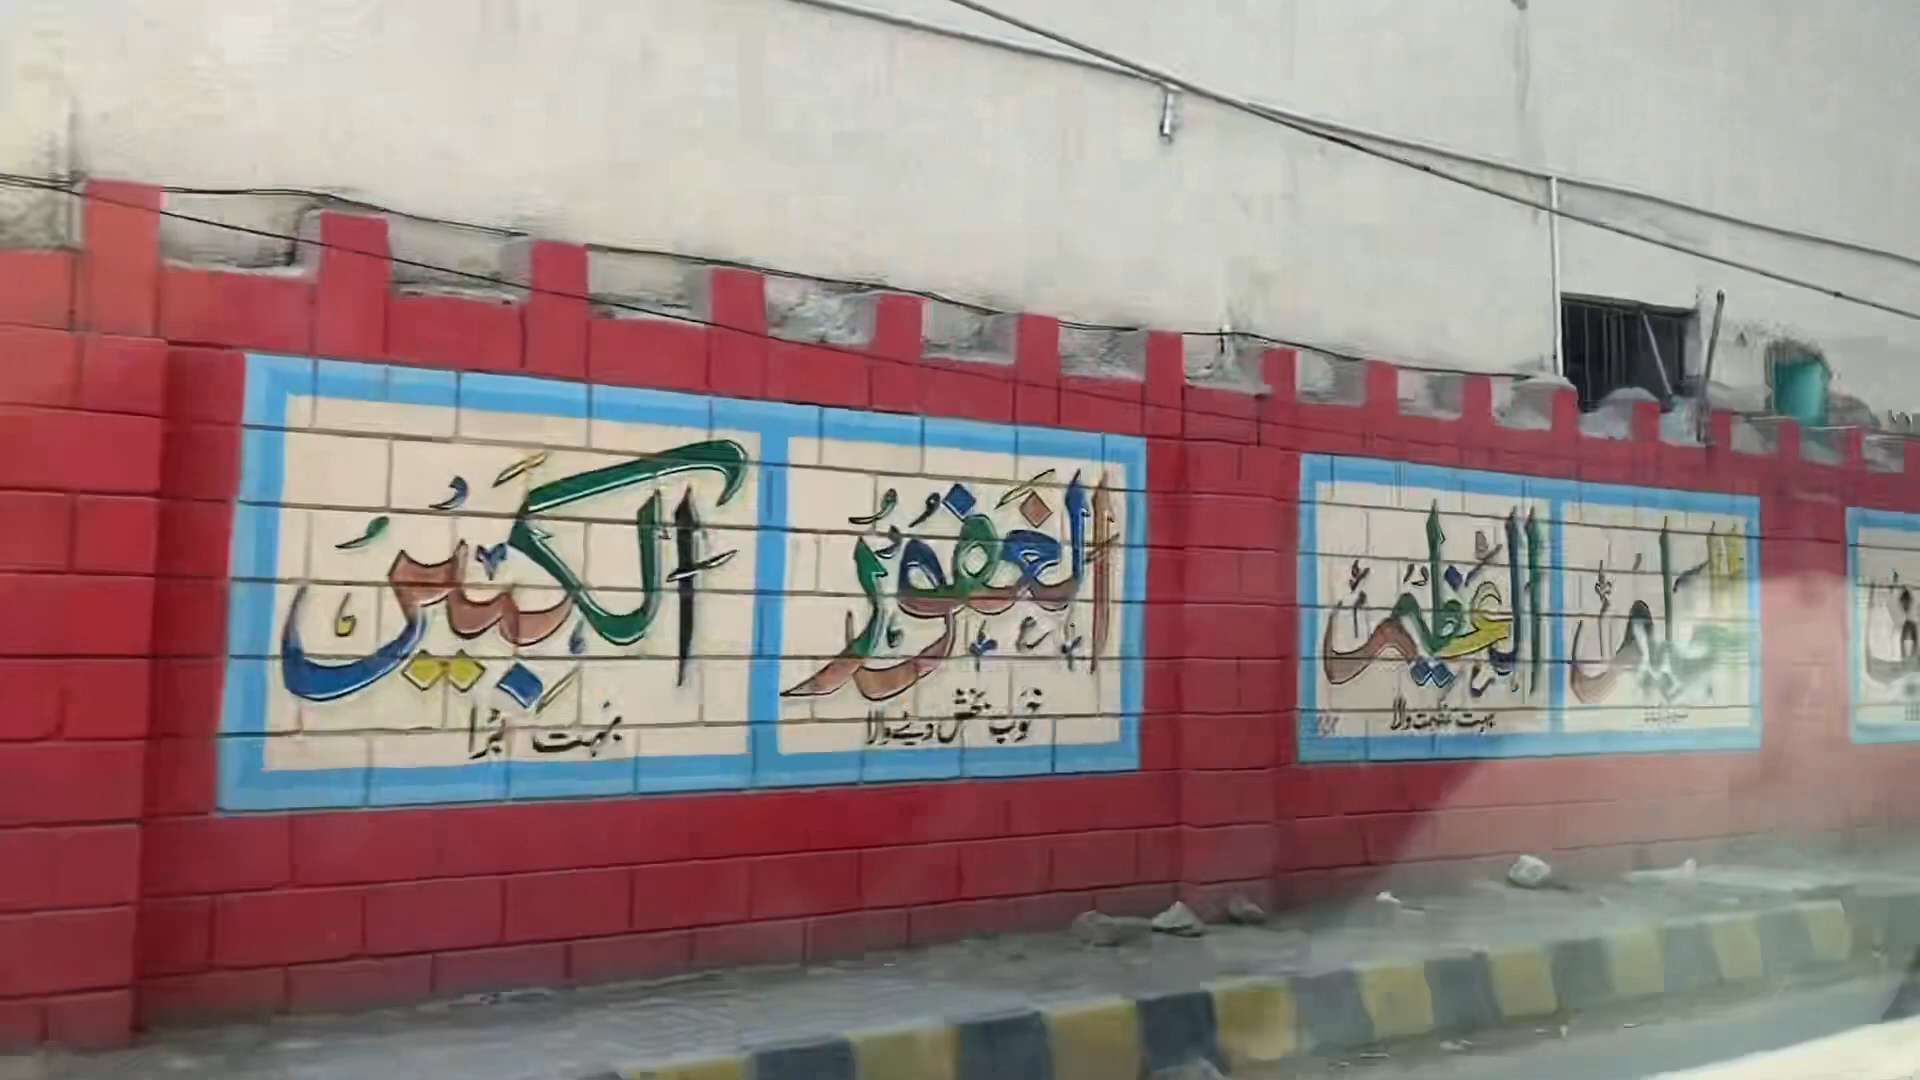 الکبیر
بہت بڑا
الغفور
خوب بخش دینے والا
العظیم
بہت عظمت والا